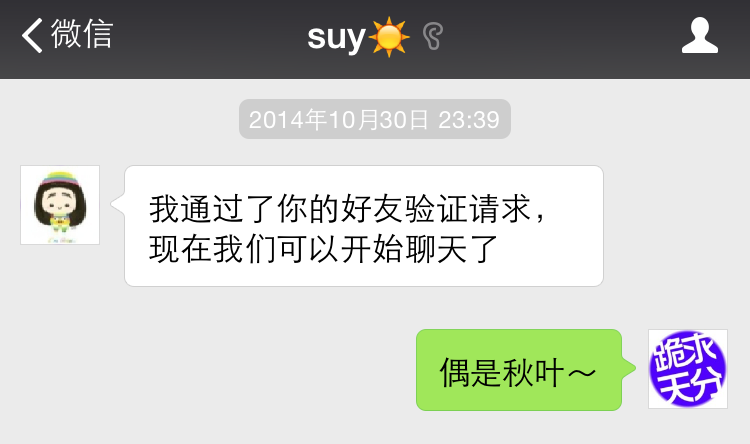 微信
suy☀️
2014年10月30日 23:39
我通过了你的好友验证请求，
现在我们可以开始聊天了
偶是秋叶～
跪求
天分